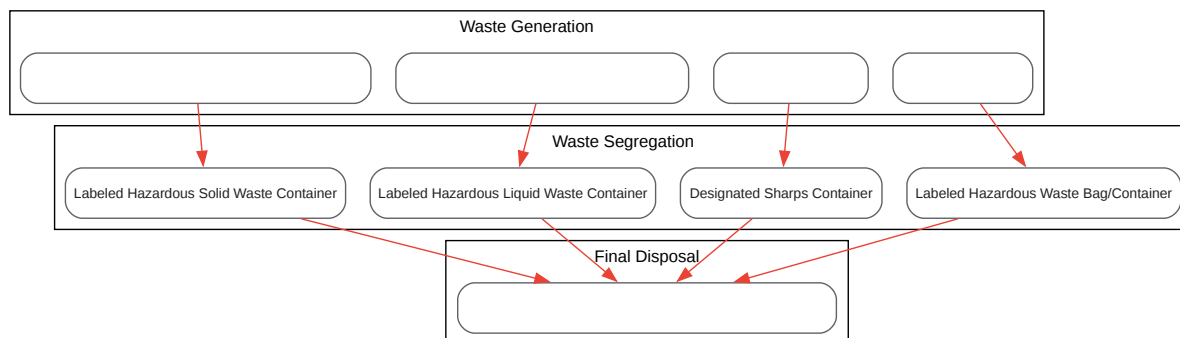 Waste Generation
Waste Segregation
Labeled Hazardous Solid Waste Container
Labeled Hazardous Liquid Waste Container
Designated Sharps Container
Labeled Hazardous Waste Bag/Container
Final Disposal